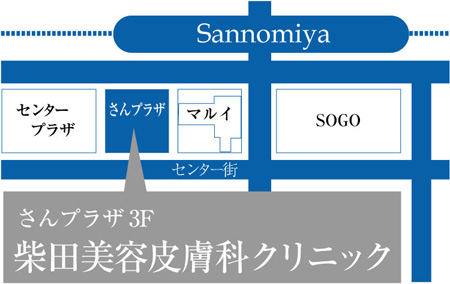 Sannomiya
センター
プラザ
さんプラザ
マルイ
SOGO
センター街
さんプラザ 3F
柴田美容皮膚科クリニック